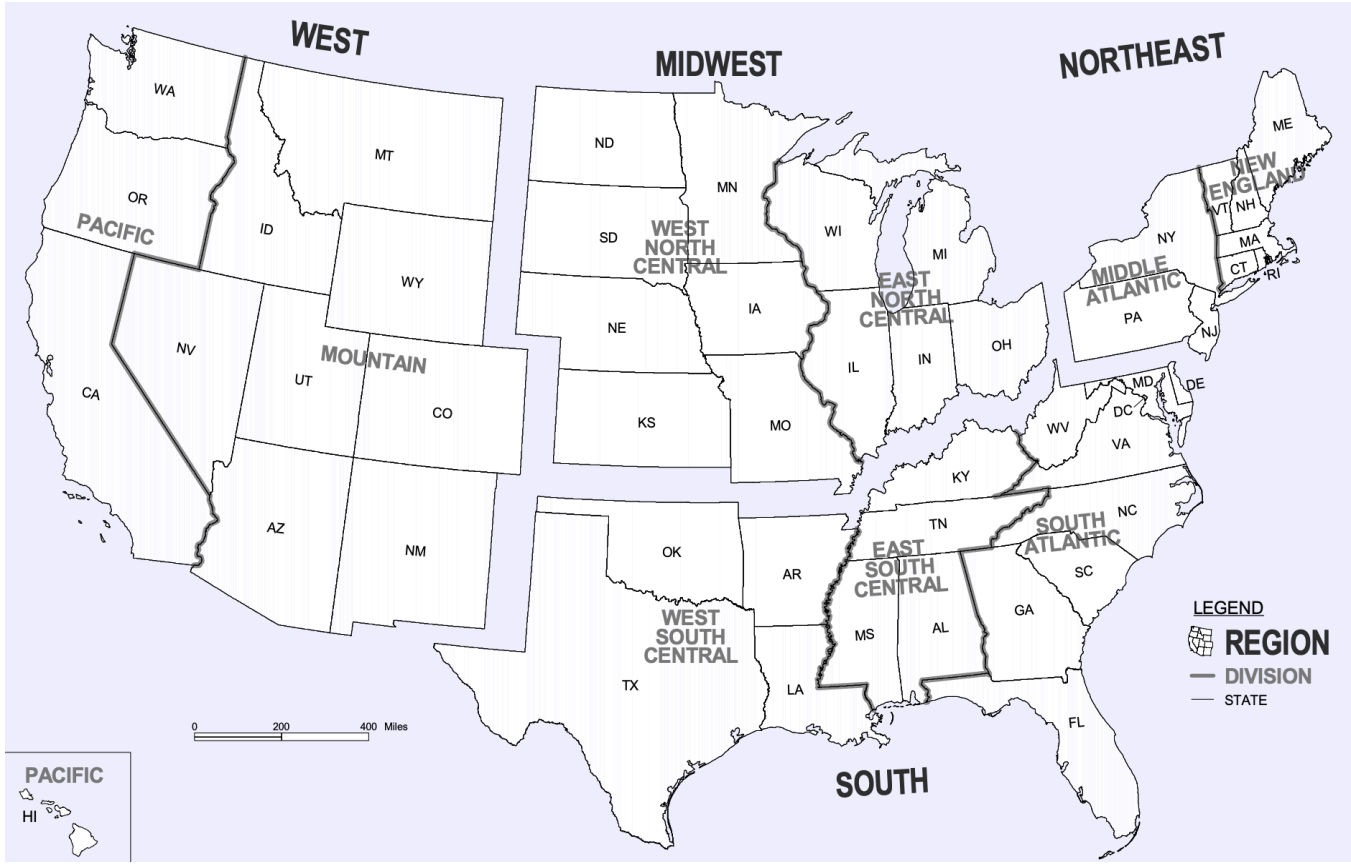 WEST
MIDWEST
NORTHEAST
WA
MT
OR
ID
PACIFIC
WY
NV
UT
MOUNTAIN
CO
CA
AZ
NM
ND
MN
SD
WEST
NORTH
CENTRAL
NE
IA
KS
MO
WI
MI
EAST
NORTH
CENTRAL
IL
IN
OH
ME
NEW
ENGLAND
VT
NH
NY
MA
CT
RI
MIDDLE
ATLANTIC
PA
NJ
MD
DE
DC
WV
VA
KY
TN
NC
SOUTH
ATLANTIC
SC
EAST
SOUTH
CENTRAL
GA
MS
AL
OK
AR
WEST
SOUTH
CENTRAL
TX
LA
FL
SOUTH
LEGEND
REGION
DIVISION
STATE
0 200 400 Miles
PACIFIC
HI